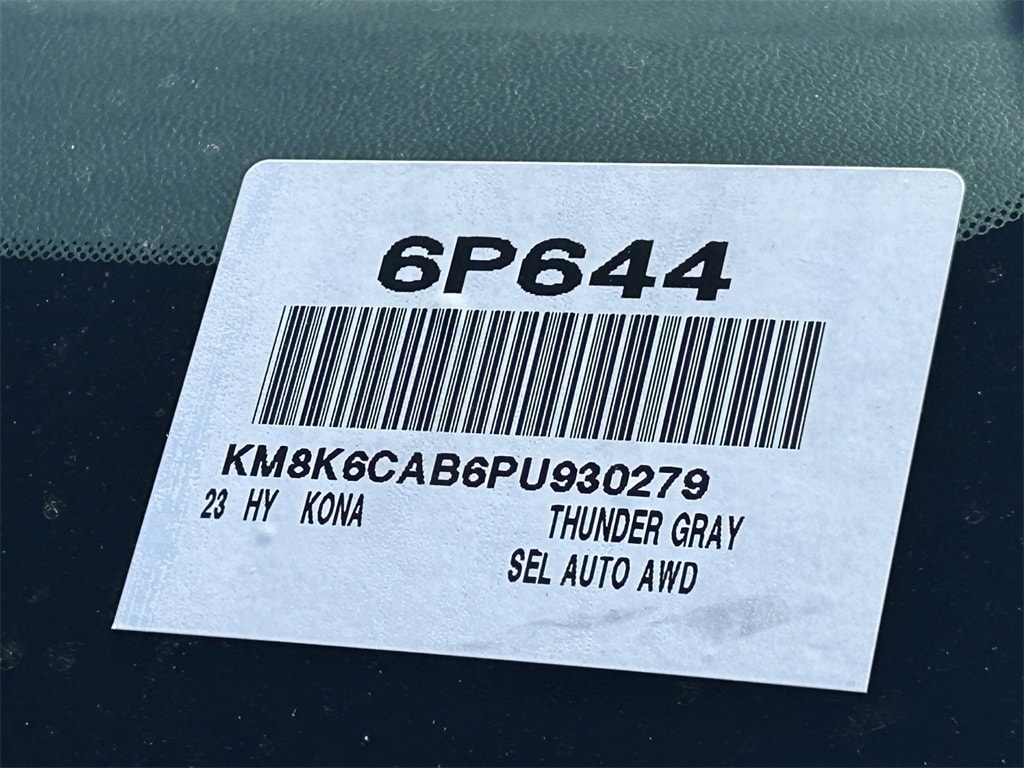 6P644
KM8K6CAB6PU930279
23 HY KONA THUNDER GRAY
SEL AUTO AWD